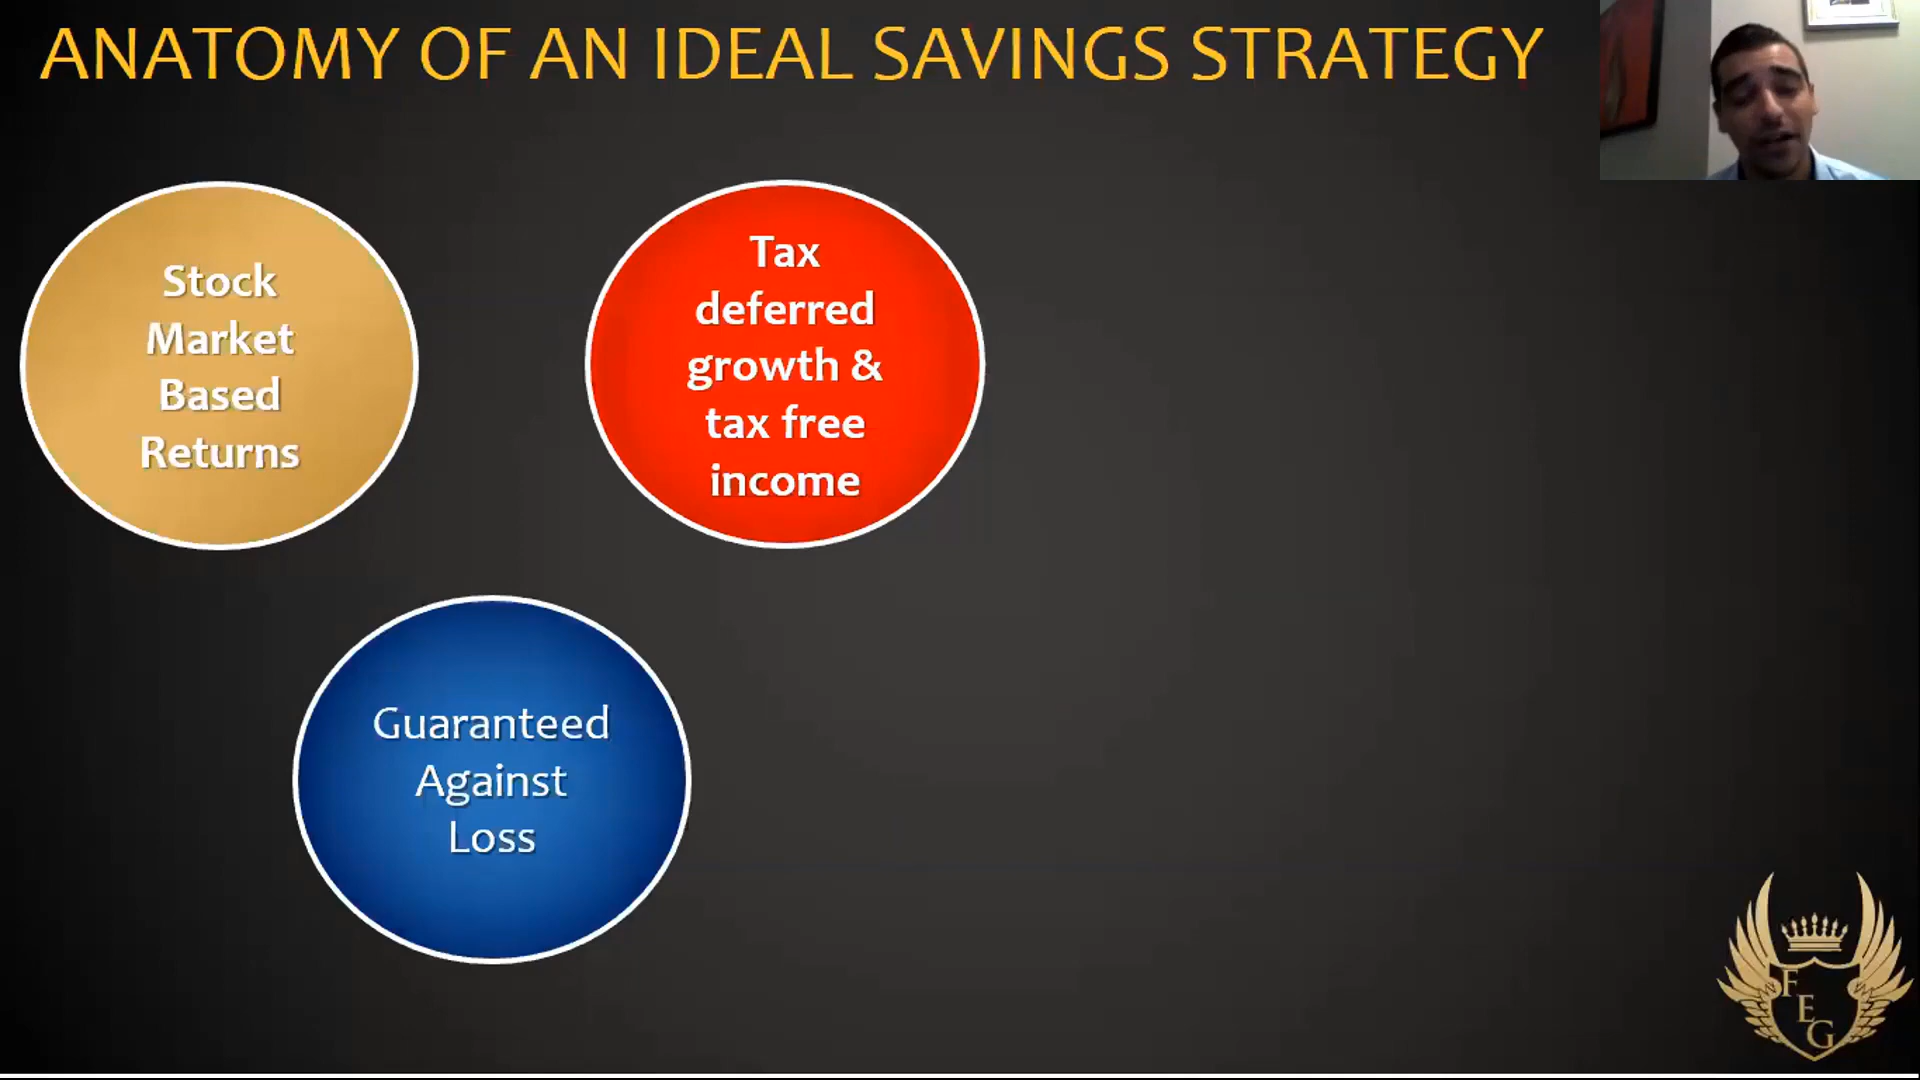 ANATOMY OF AN IDEAL SAVINGS STRATEGY
Stock
Market
Based
Returns
Tax
deferred
growth &
tax free
income
Guaranteed
Against
Loss
F
E
G